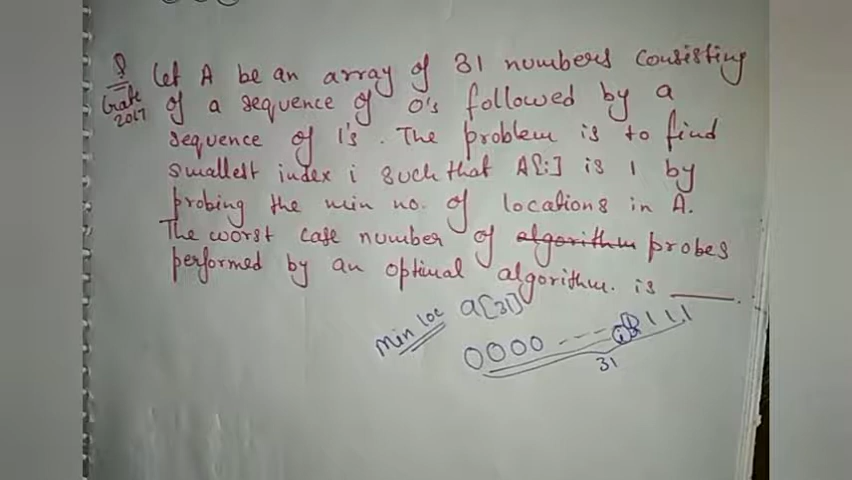 Q
Gate
2017
Let A be an array of 31 numbers consisting
of a sequence of 0's followed by a
sequence of 1's. The problem is to find
smallest index i such that A[i] is 1 by
probing the min no. of locations in A.
The worst case number of algorithm probes
performed by an optimal algorithm. is ____.
min loc a[31]
0000 ---- 111
31